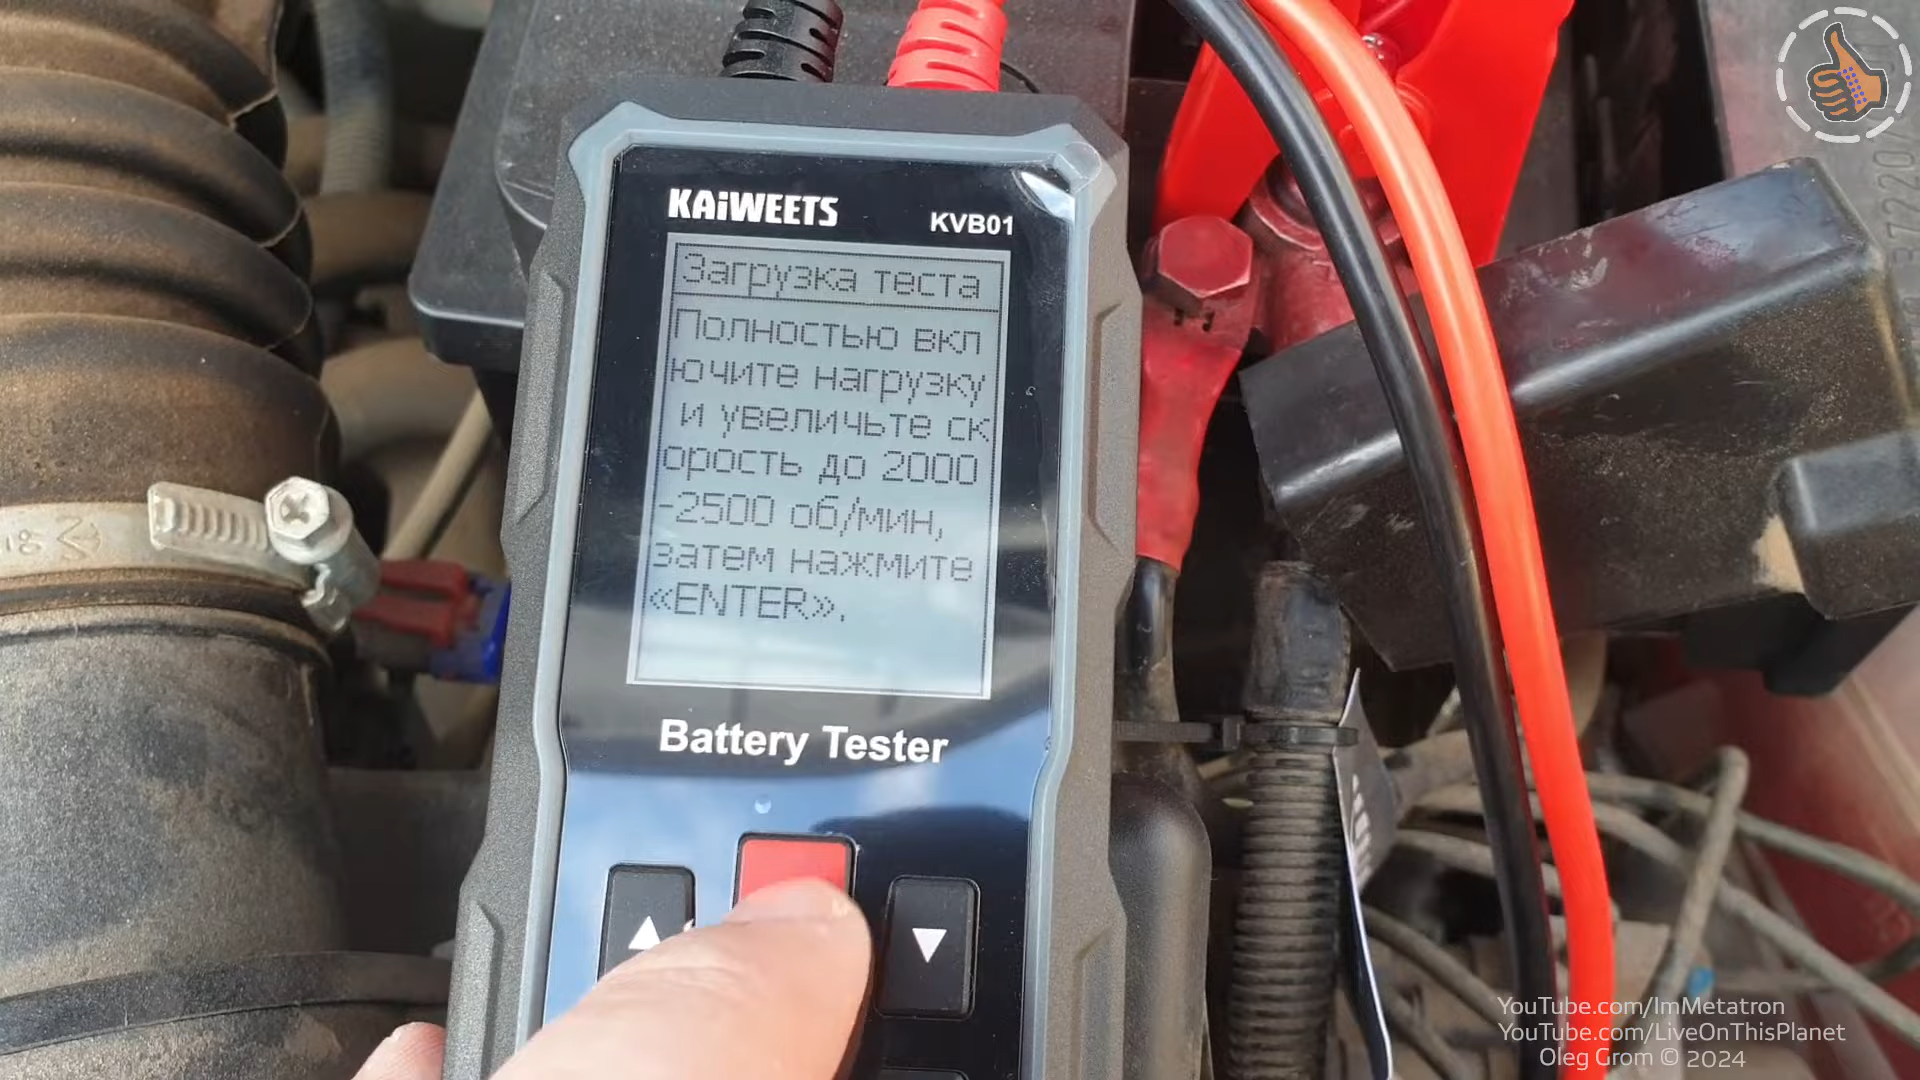 KAiWEETS
KVB01
Загрузка теста
Полностью вкл
ючите нагрузку
и увеличьте ск
орость до 2000
-2500 об/мин,
затем нажмите
«ENTER».
Battery Tester
YouTube.com/ImMetatron
YouTube.com/LiveOnThisPlanet
Oleg Grom © 2024